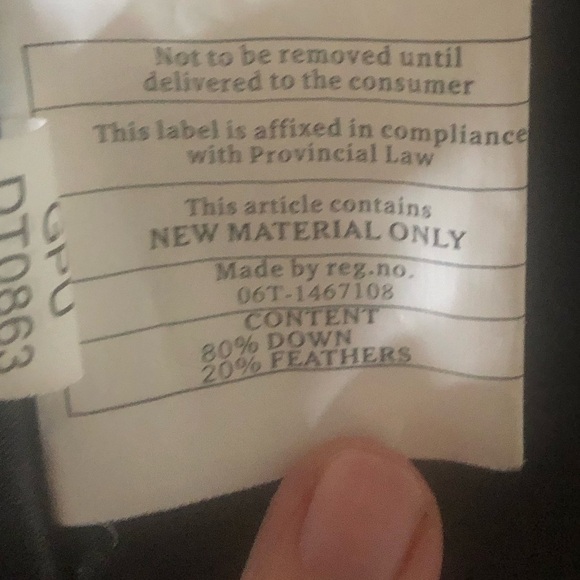 Not to be removed until
delivered to the consumer
This label is affixed in compliance
with Provincial Law
This article contains
NEW MATERIAL ONLY
Made by reg.no.
06T-1467108
CONTENT
80% DOWN
20% FEATHERS
GPU
DT0863